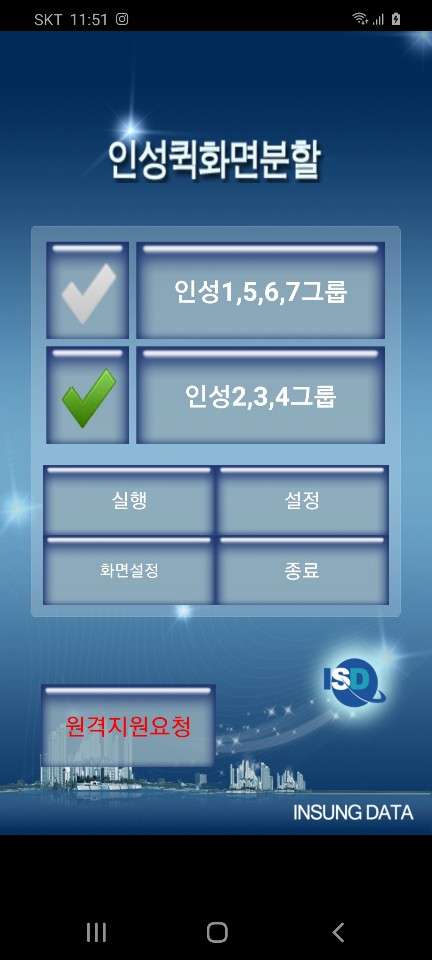 SKT 11:51
인성퀵화면분할
인성1,5,6,7그룹
인성2,3,4그룹
실행
설정
화면설정
종료
ISD
원격지원요청
INSUNG DATA